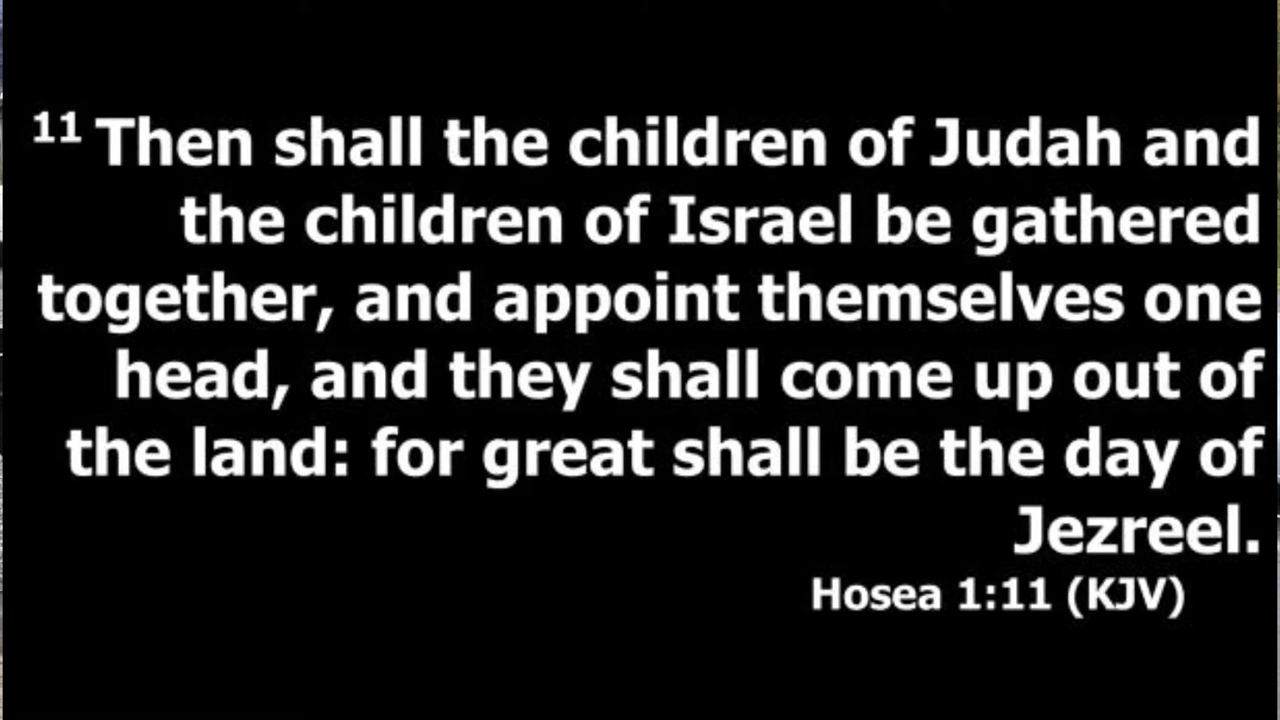 11 Then shall the children of Judah and
the children of Israel be gathered
together, and appoint themselves one
head, and they shall come up out of
the land: for great shall be the day of
Jezreel.
Hosea 1:11 (KJV)